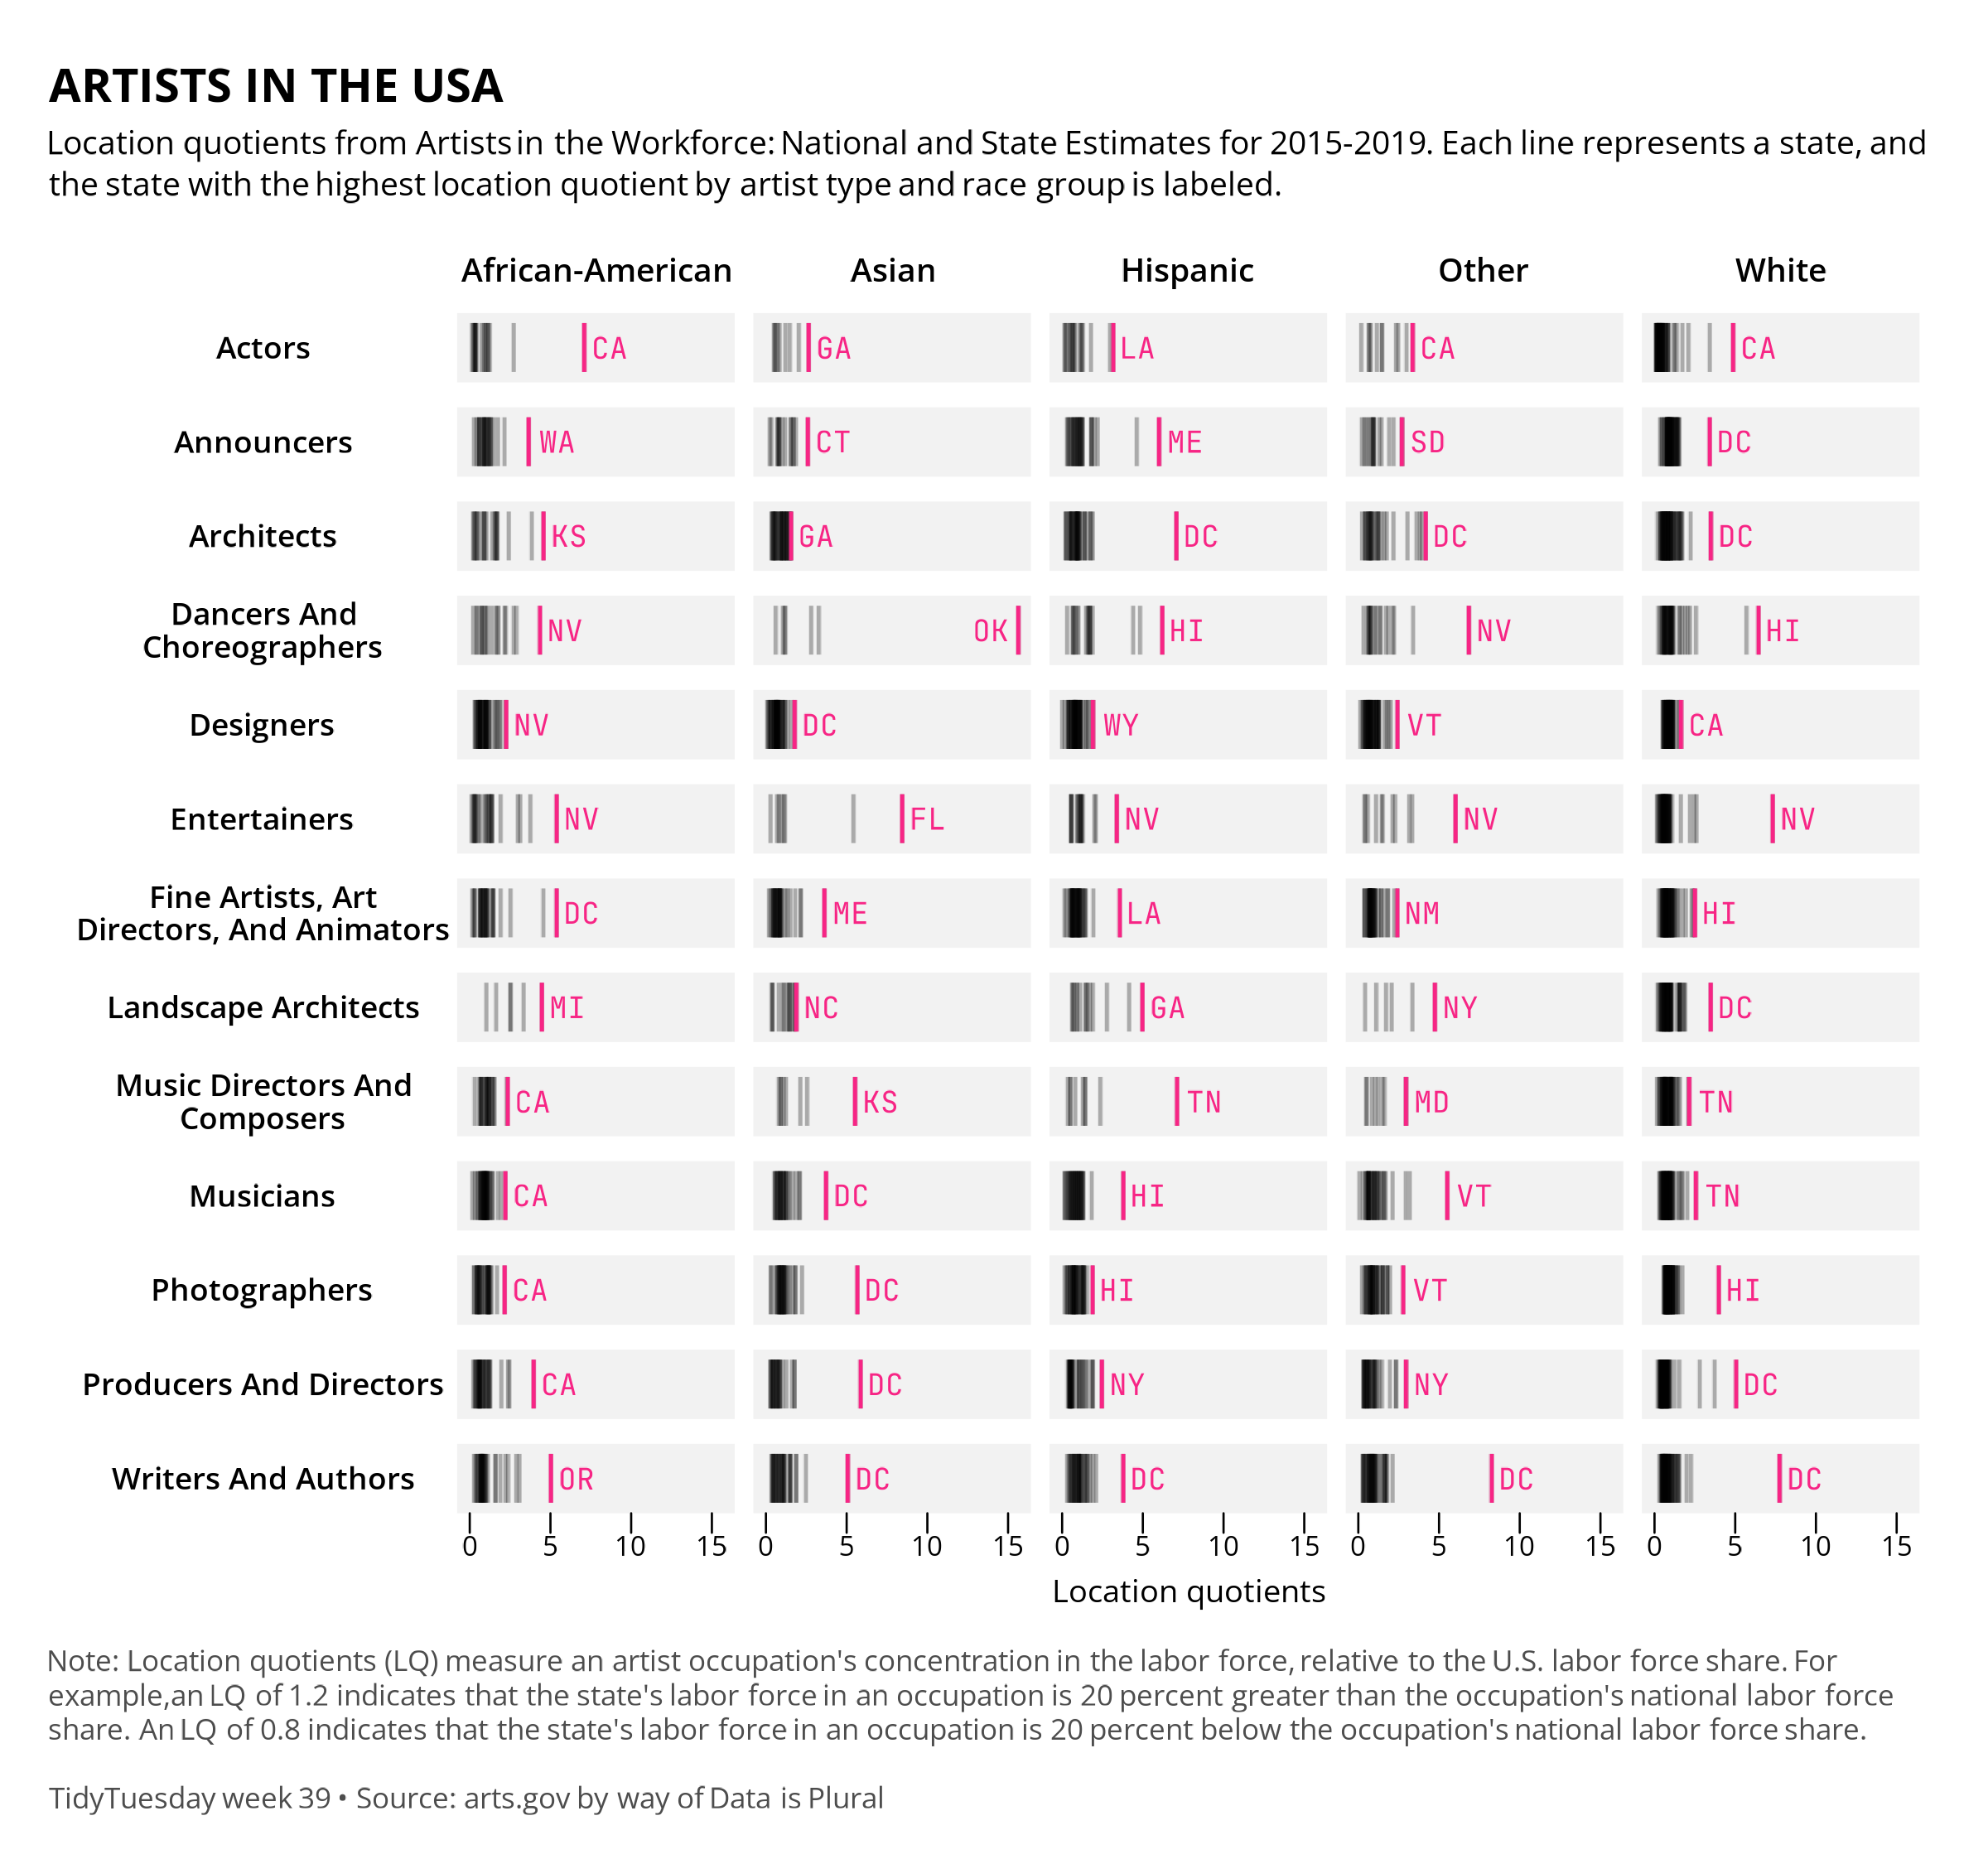 ARTISTS IN THE USA
Location quotients from Artists in the Workforce: National and State Estimates for 2015-2019. Each line represents a state, and
the state with the highest location quotient by artist type and race group is labeled.
African-American Asian Hispanic Other White
Actors CA GA LA CA CA
Announcers WA CT ME SD DC
Architects KS GA DC DC DC
Dancers And
Choreographers NV OK HI NV HI
Designers NV DC WY VT CA
Entertainers NV FL NV NV NV
Fine Artists, Art
Directors, And Animators DC ME LA NM HI
Landscape Architects MI NC GA NY DC
Music Directors And
Composers CA KS TN MD TN
Musicians CA DC HI VT TN
Photographers CA DC HI VT HI
Producers And Directors CA DC NY NY DC
Writers And Authors OR DC DC DC DC
0 5 10 15 0 5 10 15 0 5 10 15 0 5 10 15 0 5 10 15
Location quotients
Note: Location quotients (LQ) measure an artist occupation's concentration in the labor force, relative to the U.S. labor force share. For
example,an LQ of 1.2 indicates that the state's labor force in an occupation is 20 percent greater than the occupation's national labor force
share. An LQ of 0.8 indicates that the state's labor force in an occupation is 20 percent below the occupation's national labor force share.
TidyTuesday week 39 • Source: arts.gov by way of Data is Plural